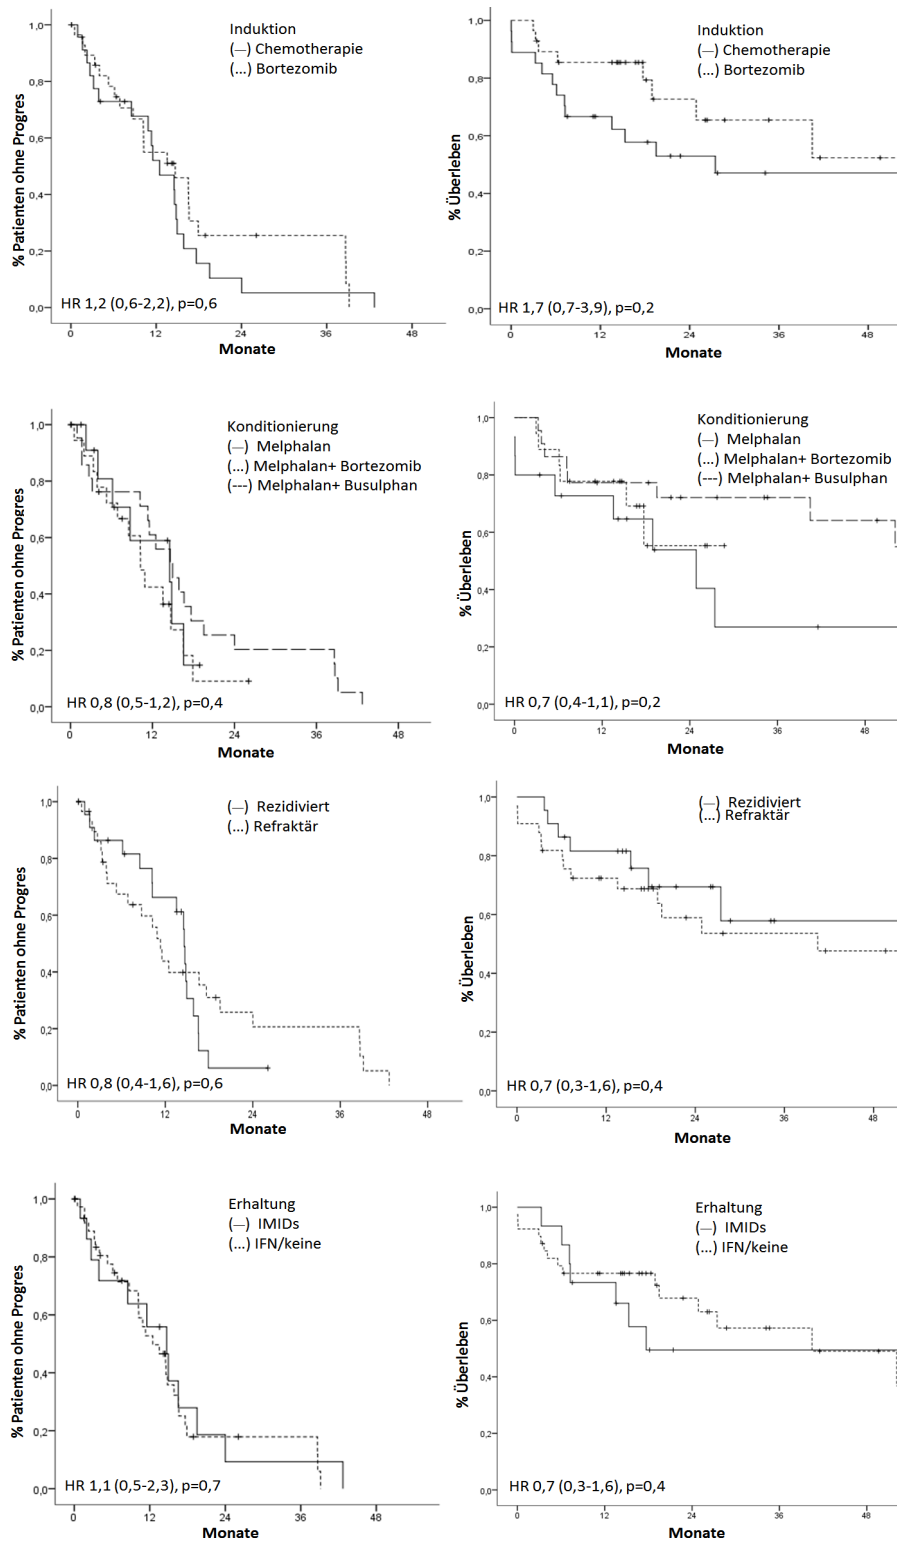 Induktion
(—) Chemotherapie
(...) Bortezomib
% Patienten ohne Progres
1,0
0,8
0,6
0,4
0,2
0,0
HR 1,2 (0,6-2,2), p=0,6
0 12 24 36 48
Monate
Induktion
(—) Chemotherapie
(...) Bortezomib
% Überleben
1,0
0,8
0,6
0,4
0,2
0,0
HR 1,7 (0,7-3,9), p=0,2
0 12 24 36 48
Monate
Konditionierung
(—) Melphalan
(...) Melphalan+ Bortezomib
(---) Melphalan+ Busulphan
% Patienten ohne Progres
1,0
0,8
0,6
0,4
0,2
0,0
HR 0,8 (0,5-1,2), p=0,4
0 12 24 36 48
Monate
Konditionierung
(—) Melphalan
(...) Melphalan+ Bortezomib
(---) Melphalan+ Busulphan
% Überleben
1,0
0,8
0,6
0,4
0,2
0,0
HR 0,7 (0,4-1,1), p=0,2
0 12 24 36 48
Monate
(—) Rezidiviert
(...) Refraktär
% Patienten ohne Progres
1,0
0,8
0,6
0,4
0,2
0,0
HR 0,8 (0,4-1,6), p=0,6
0 12 24 36 48
Monate
(—) Rezidiviert
(...) Refraktär
% Überleben
1,0
0,8
0,6
0,4
0,2
0,0
HR 0,7 (0,3-1,6), p=0,4
0 12 24 36 48
Monate
Erhaltung
(—) IMIDs
(...) IFN/keine
% Patienten ohne Progres
1,0
0,8
0,6
0,4
0,2
0,0
HR 1,1 (0,5-2,3), p=0,7
0 12 24 36 48
Monate
Erhaltung
(—) IMIDs
(...) IFN/keine
% Überleben
1,0
0,8
0,6
0,4
0,2
0,0
HR 0,7 (0,3-1,6), p=0,4
0 12 24 36 48
Monate